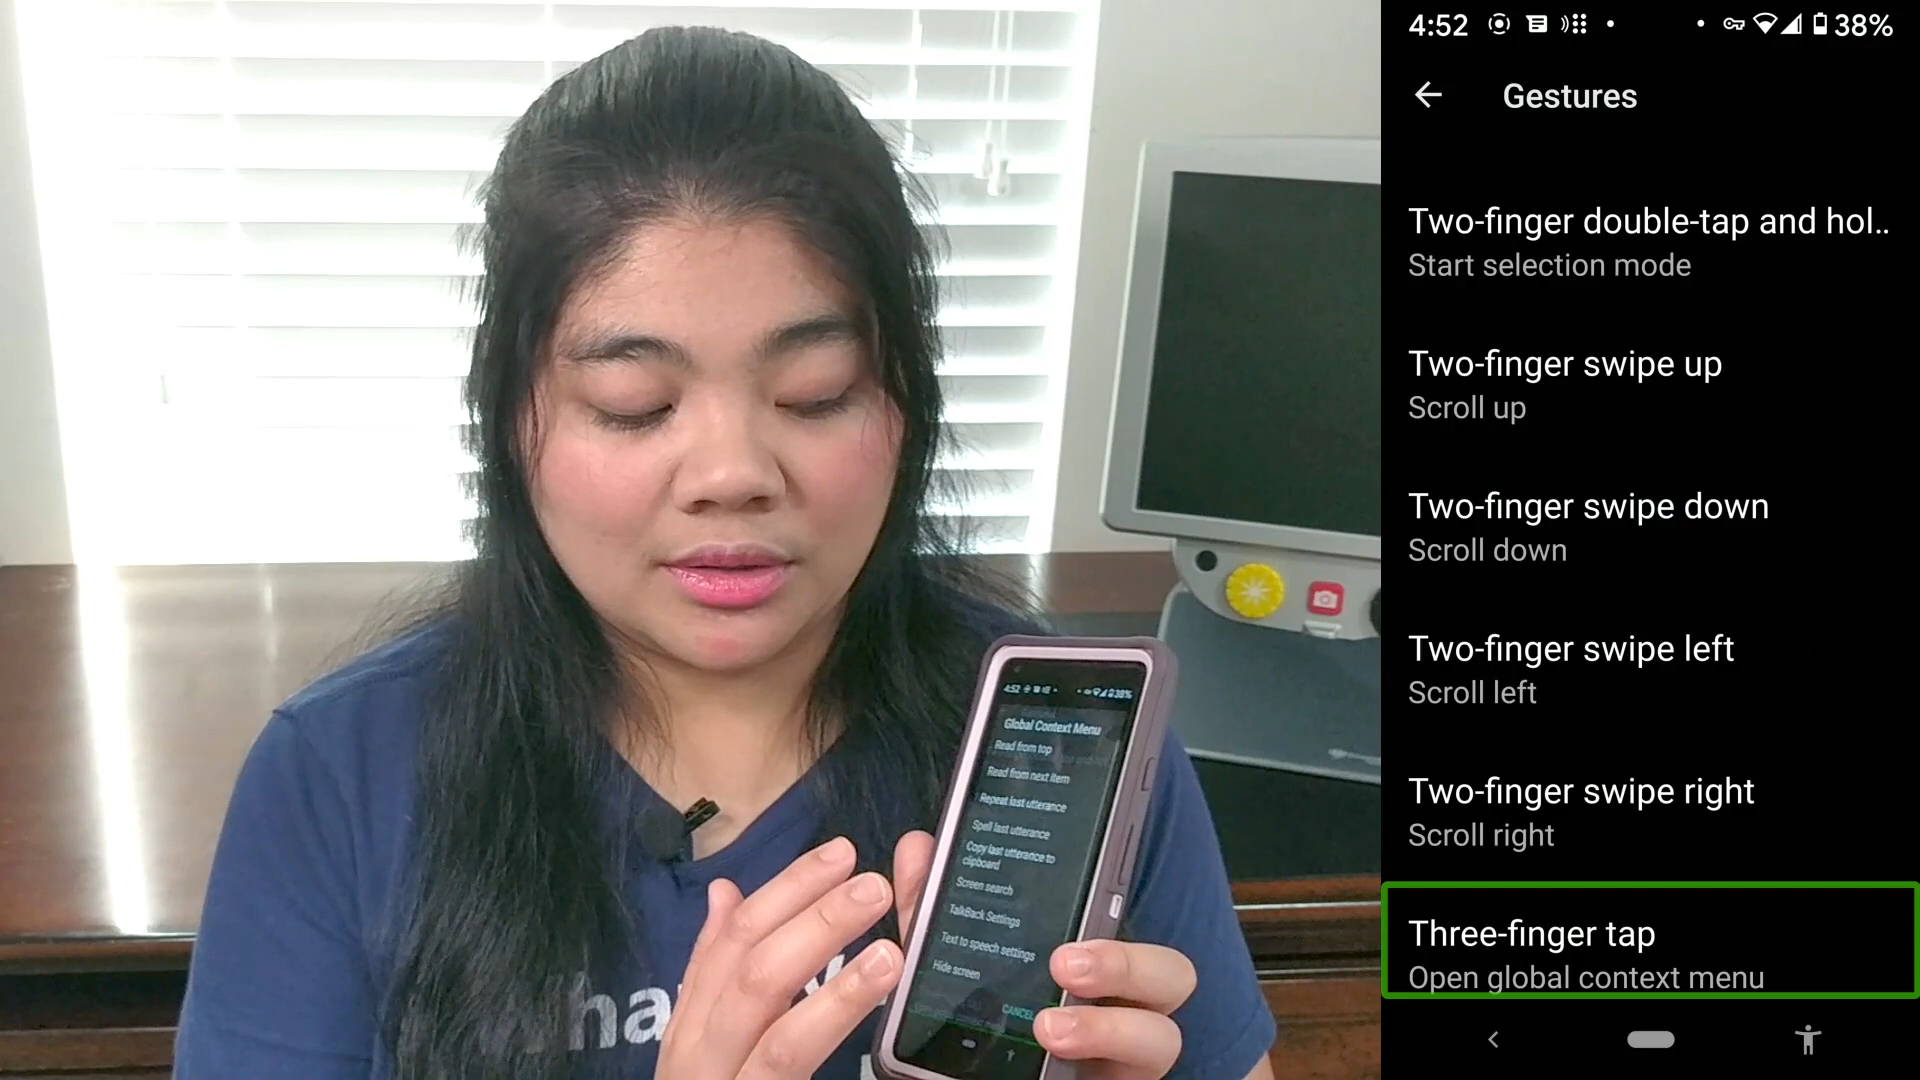 4:52
38%
Gestures
Two-finger double-tap and hol..
Start selection mode
Two-finger swipe up
Scroll up
Two-finger swipe down
Scroll down
Two-finger swipe left
Scroll left
Two-finger swipe right
Scroll right
Three-finger tap
Open global context menu
4:52
38%
Global Context Menu
Read from top
Read from next item
Repeat last utterance
Spell last utterance
Copy last utterance to
clipboard
Screen search
TalkBack Settings
Text to speech settings
Hide screen
CANCEL